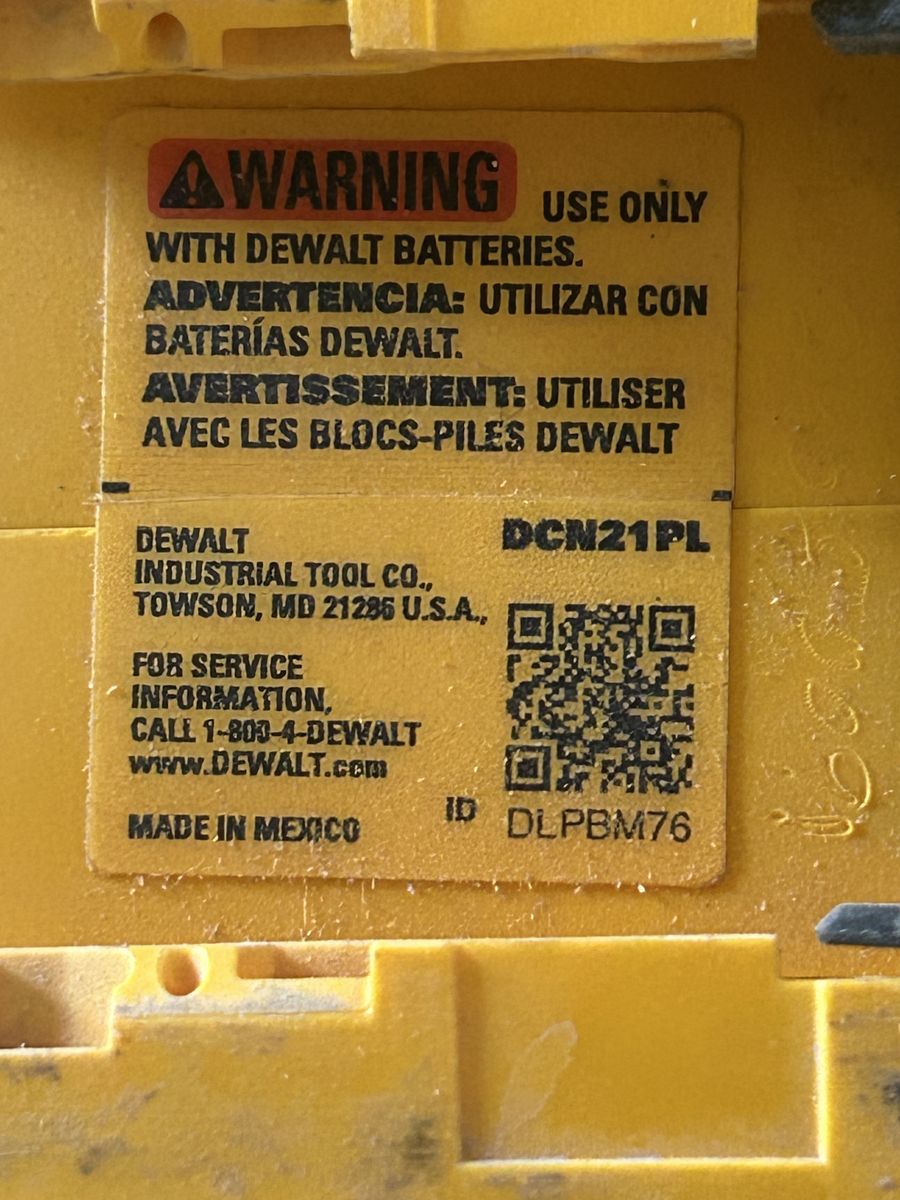 WARNING USE ONLY
WITH DEWALT BATTERIES.
ADVERTENCIA: UTILIZAR CON
BATERÍAS DEWALT.
AVERTISSEMENT: UTILISER
AVEC LES BLOCS-PILES DEWALT
DEWALT
INDUSTRIAL TOOL CO.,
TOWSON, MD 21286 U.S.A.,
DCN21PL
FOR SERVICE
INFORMATION,
CALL 1-800-4-DEWALT
www.DEWALT.com
MADE IN MEXICO
ID DLPBM76